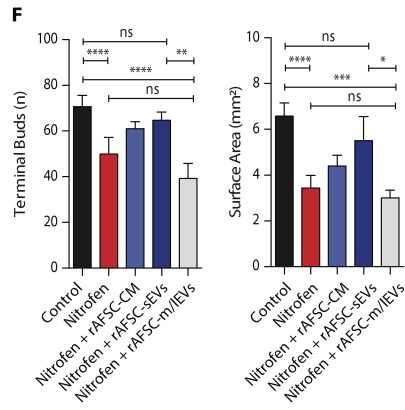 F
ns
**** **
****
ns
Terminal Buds (n)
100
80
60
40
20
0
Control
Nitrofen
Nitrofen + rAFSC-CM
Nitrofen + rAFSC-sEVs
Nitrofen + rAFSC-m/lEVs
ns
**** *
***
ns
Surface Area (mm²)
10
8
6
4
2
0
Control
Nitrofen
Nitrofen + rAFSC-CM
Nitrofen + rAFSC-sEVs
Nitrofen + rAFSC-m/lEVs